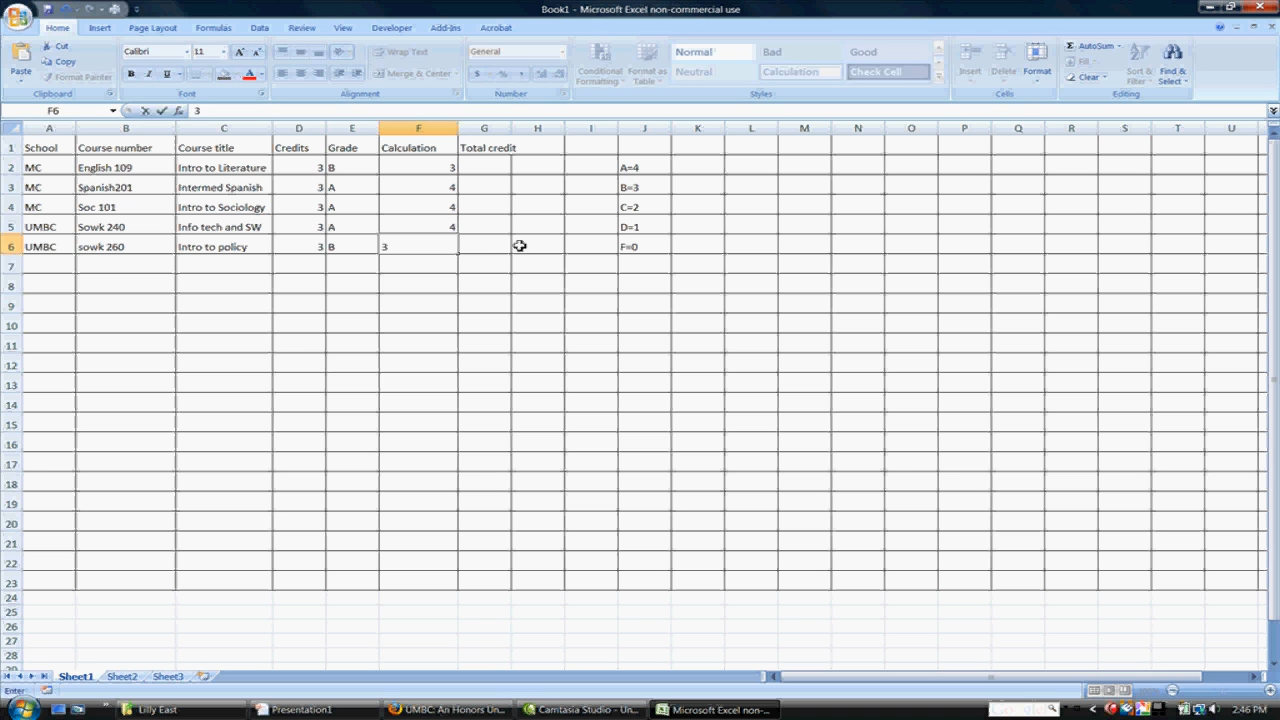 Book1 - Microsoft Excel non-commercial use
Home Insert Page Layout Formulas Data Review View Developer Add-Ins Acrobat
Cut
Copy
Format Painter
Paste
Clipboard
Calibri 11
B I U
Font
Wrap Text
Merge & Center
Alignment
General
$ % ,
Number
Conditional Formatting
Format as Table
Normal Bad Good
Neutral Calculation Check Cell
Styles
Insert Delete Format
Cells
AutoSum
Fill
Clear
Sort & Filter
Find & Select
Editing
F6 3
A B C D E F G H I J K L M N O P Q R S T U
1 School Course number Course title Credits Grade Calculation Total credit
2 MC English 109 Intro to Literature 3 B 3 A=4
3 MC Spanish201 Intermed Spanish 3 A 4 B=3
4 MC Soc 101 Intro to Sociology 3 A 4 C=2
5 UMBC Sowk 240 Info tech and SW 3 A 4 D=1
6 UMBC sowk 260 Intro to policy 3 B 3 F=0
7
8
9
10
11
12
13
14
15
16
17
18
19
20
21
22
23
24
25
26
27
28
29
Sheet1 Sheet2 Sheet3
Enter
Lilly East Presentation1 UMBC: An Honors Un... Camtasia Studio - Un... Microsoft Excel non-... 2:46 PM